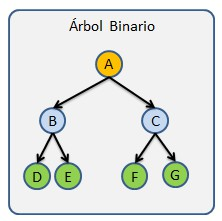 Árbol Binario
A
B C
D E F G